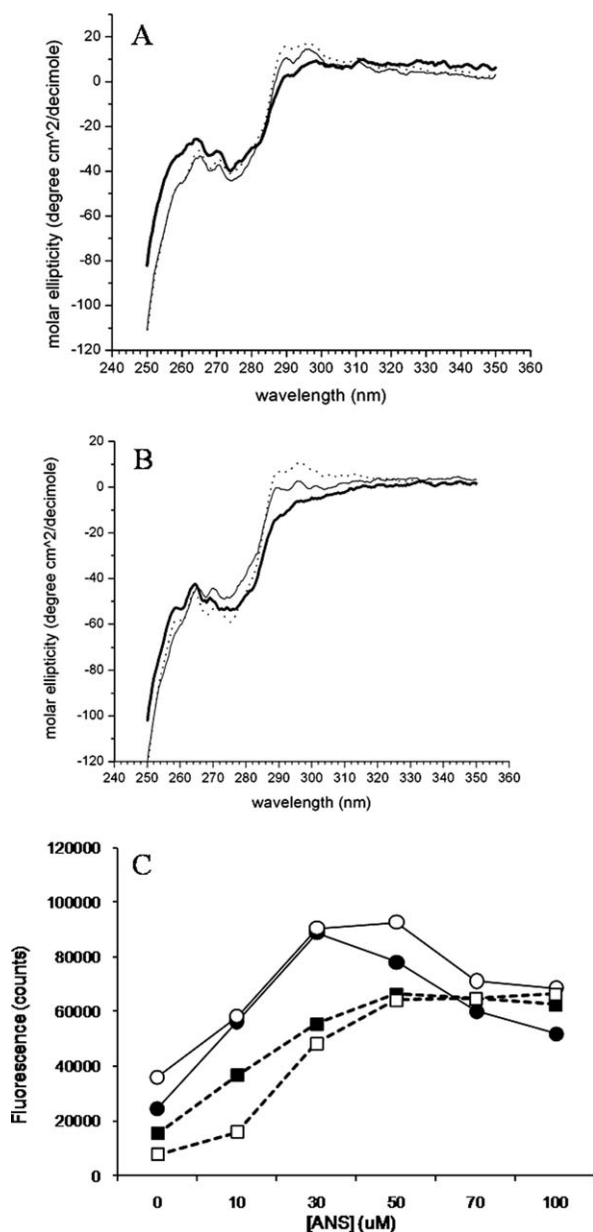 A
molar ellipticity (degree cm^2/decimole)
20
0
-20
-40
-60
-80
-100
-120
240 250 260 270 280 290 300 310 320 330 340 350 360
wavelength (nm)
B
molar ellipticity (degree cm^2/decimole)
20
0
-20
-40
-60
-80
-100
-120
240 250 260 270 280 290 300 310 320 330 340 350 360
wavelength (nm)
C
Fluorescence (counts)
120000
100000
80000
60000
40000
20000
0
0 10 30 50 70 100
[ANS] (uM)